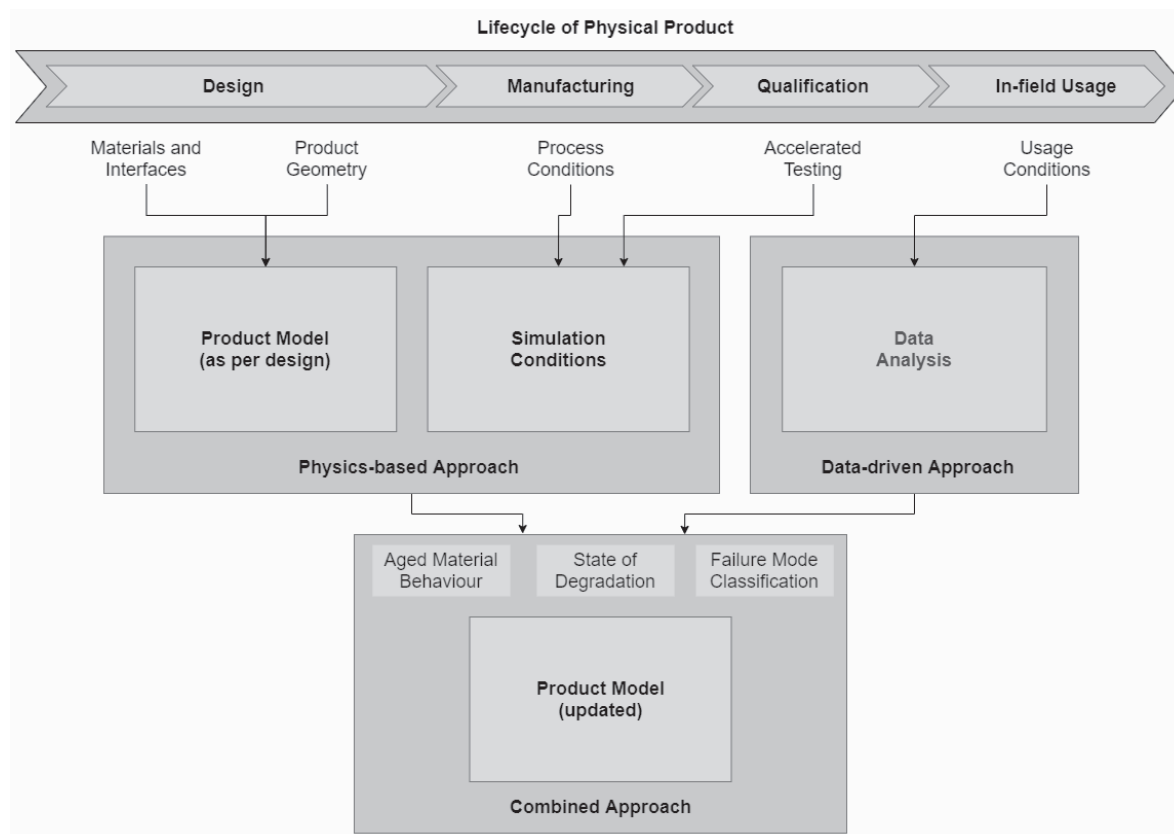 Lifecycle of Physical Product
Design
Manufacturing
Qualification
In-field Usage
Materials and
Interfaces
Product
Geometry
Process
Conditions
Accelerated
Testing
Usage
Conditions
Product Model
(as per design)
Simulation
Conditions
Data
Analysis
Physics-based Approach
Data-driven Approach
Aged Material
Behaviour
State of
Degradation
Failure Mode
Classification
Product Model
(updated)
Combined Approach